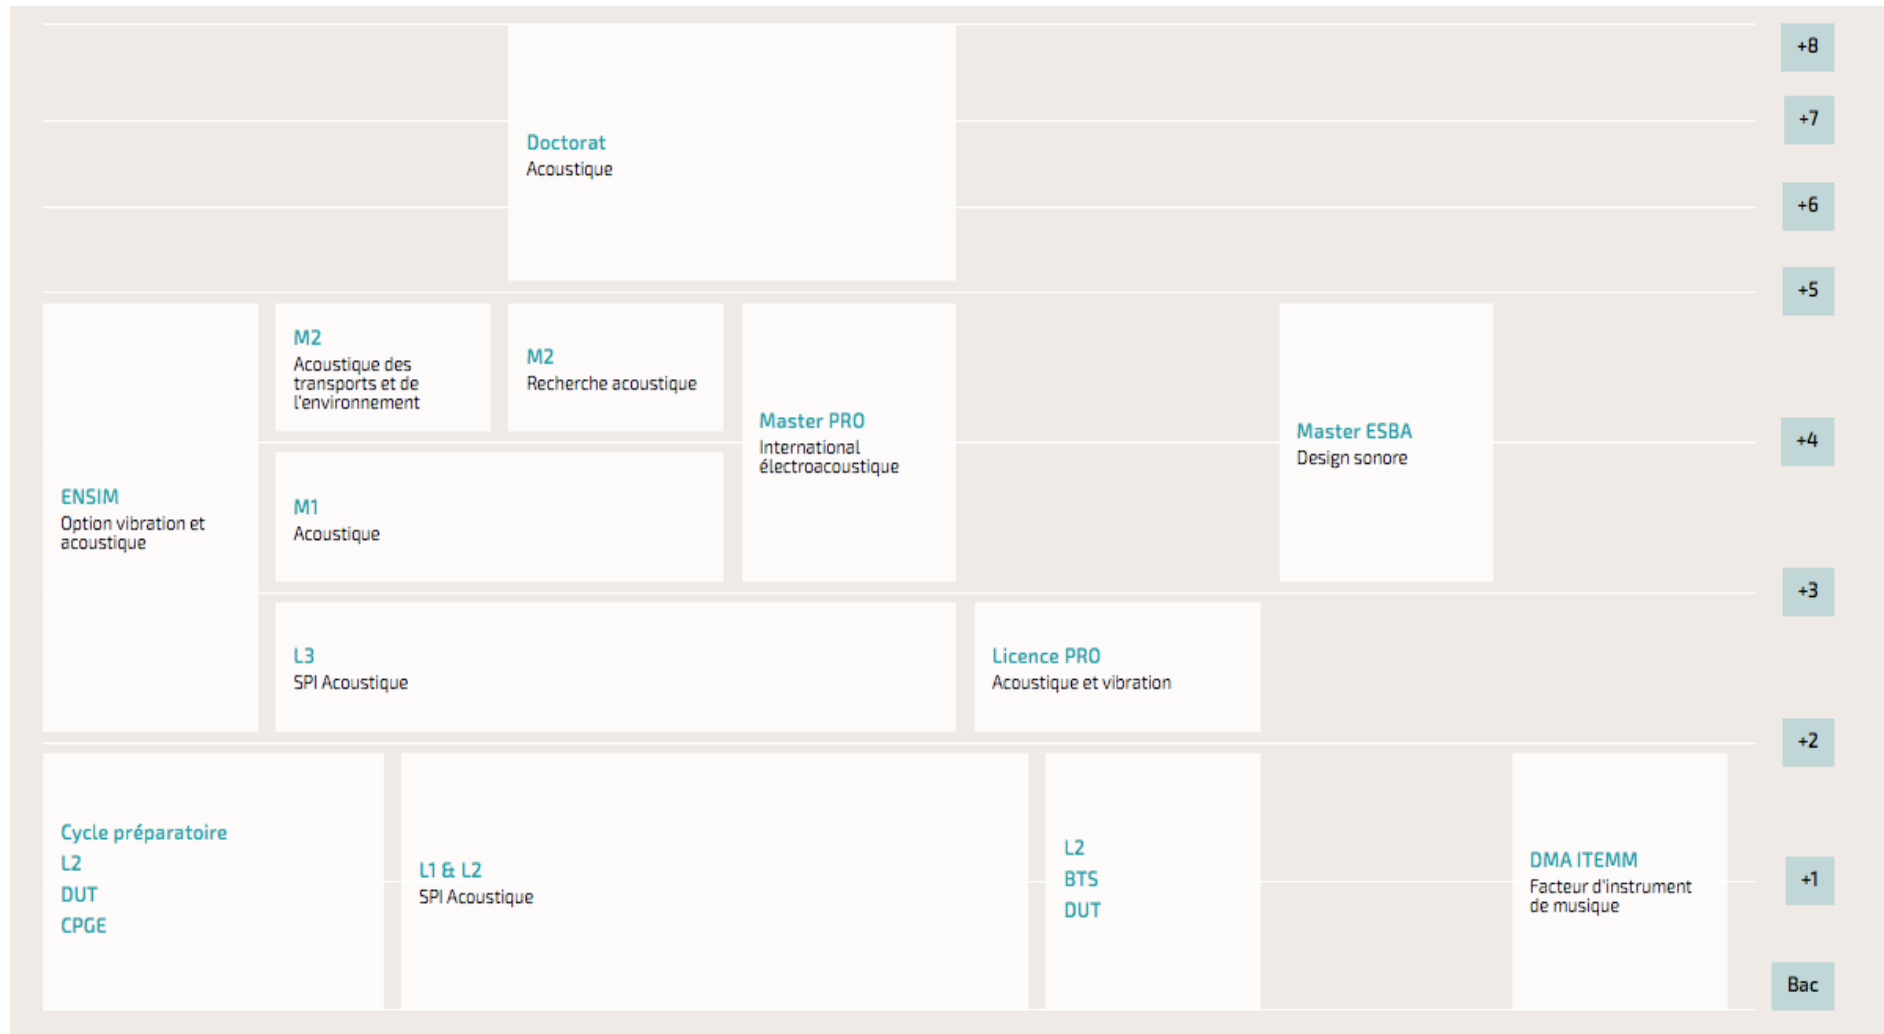 +8
+7
Doctorat
Acoustique
+6
+5
M2
Acoustique des
transports et de
l'environnement
M2
Recherche acoustique
Master PRO
International
électroacoustique
Master ESBA
Design sonore
+4
ENSIM
Option vibration et
acoustique
M1
Acoustique
+3
L3
SPI Acoustique
Licence PRO
Acoustique et vibration
+2
Cycle préparatoire
L2
DUT
CPGE
L1 & L2
SPI Acoustique
L2
BTS
DUT
DMA ITEMM
Facteur d'instrument
de musique
+1
Bac